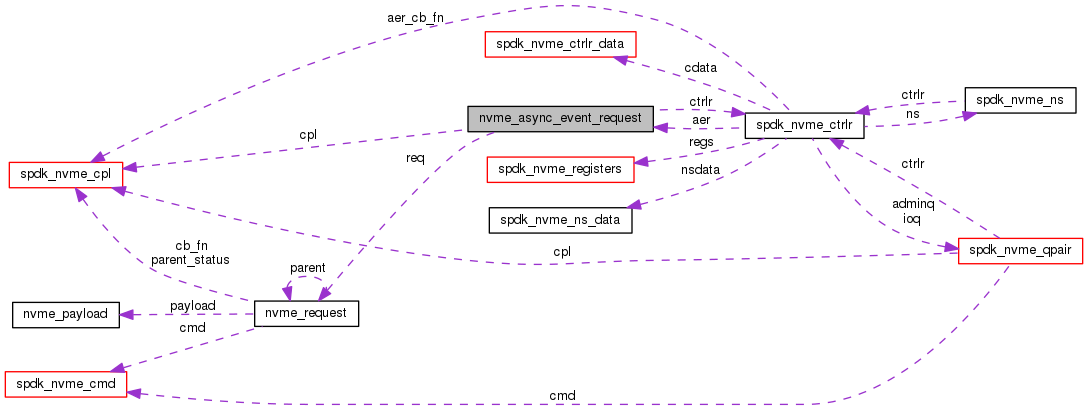 aer_cb_fn
spdk_nvme_ctrlr_data
cdata
ctrlr
spdk_nvme_ns
nvme_async_event_request
ctrlr
aer
spdk_nvme_ctrlr
ns
cpl
regs
req
spdk_nvme_cpl
spdk_nvme_registers
nsdata
ctrlr
spdk_nvme_ns_data
adminq
ioq
cb_fn
parent_status
cpl
spdk_nvme_qpair
parent
payload
nvme_payload
nvme_request
cmd
spdk_nvme_cmd
cmd